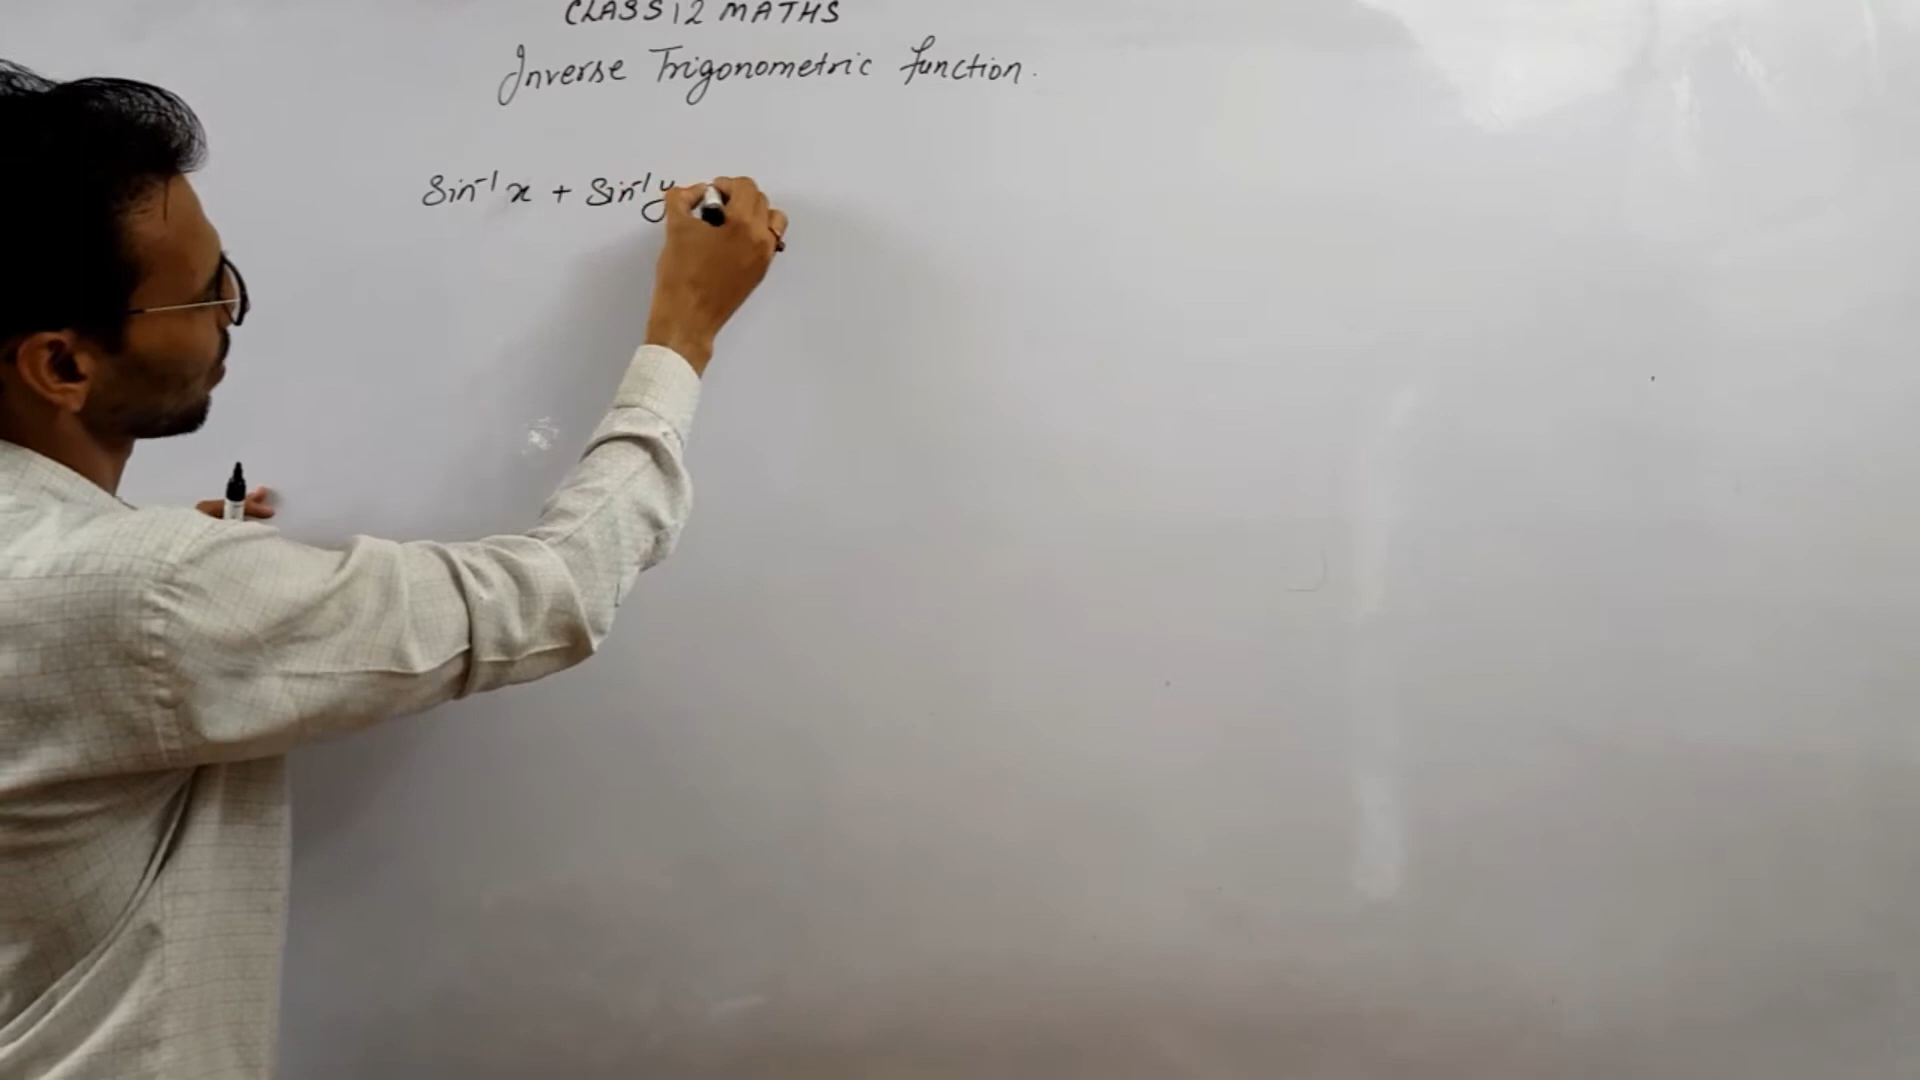 CLASS 12 MATHS
Inverse Trigonometric function.
Sin⁻¹x + Sin⁻¹y